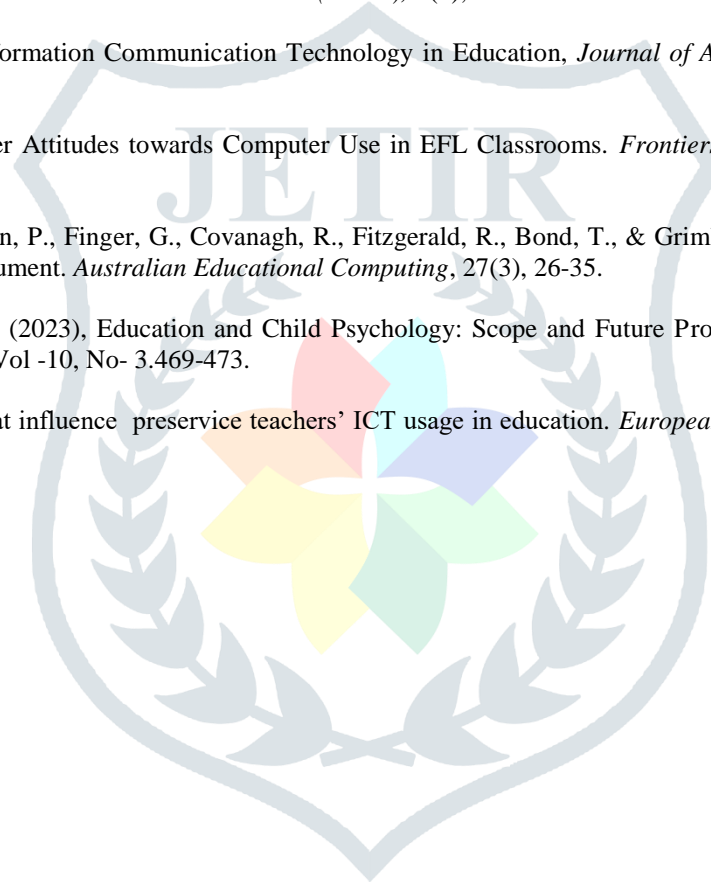 formation Communication Technology in Education, Journal of A
er Attitudes towards Computer Use in EFL Classrooms. Frontier
n, P., Finger, G., Covanagh, R., Fitzgerald, R., Bond, T., & Grim
ument. Australian Educational Computing, 27(3), 26-35.
(2023), Education and Child Psychology: Scope and Future Pro
Vol -10, No- 3.469-473.
at influence preservice teachers’ ICT usage in education. Europea
JETIR